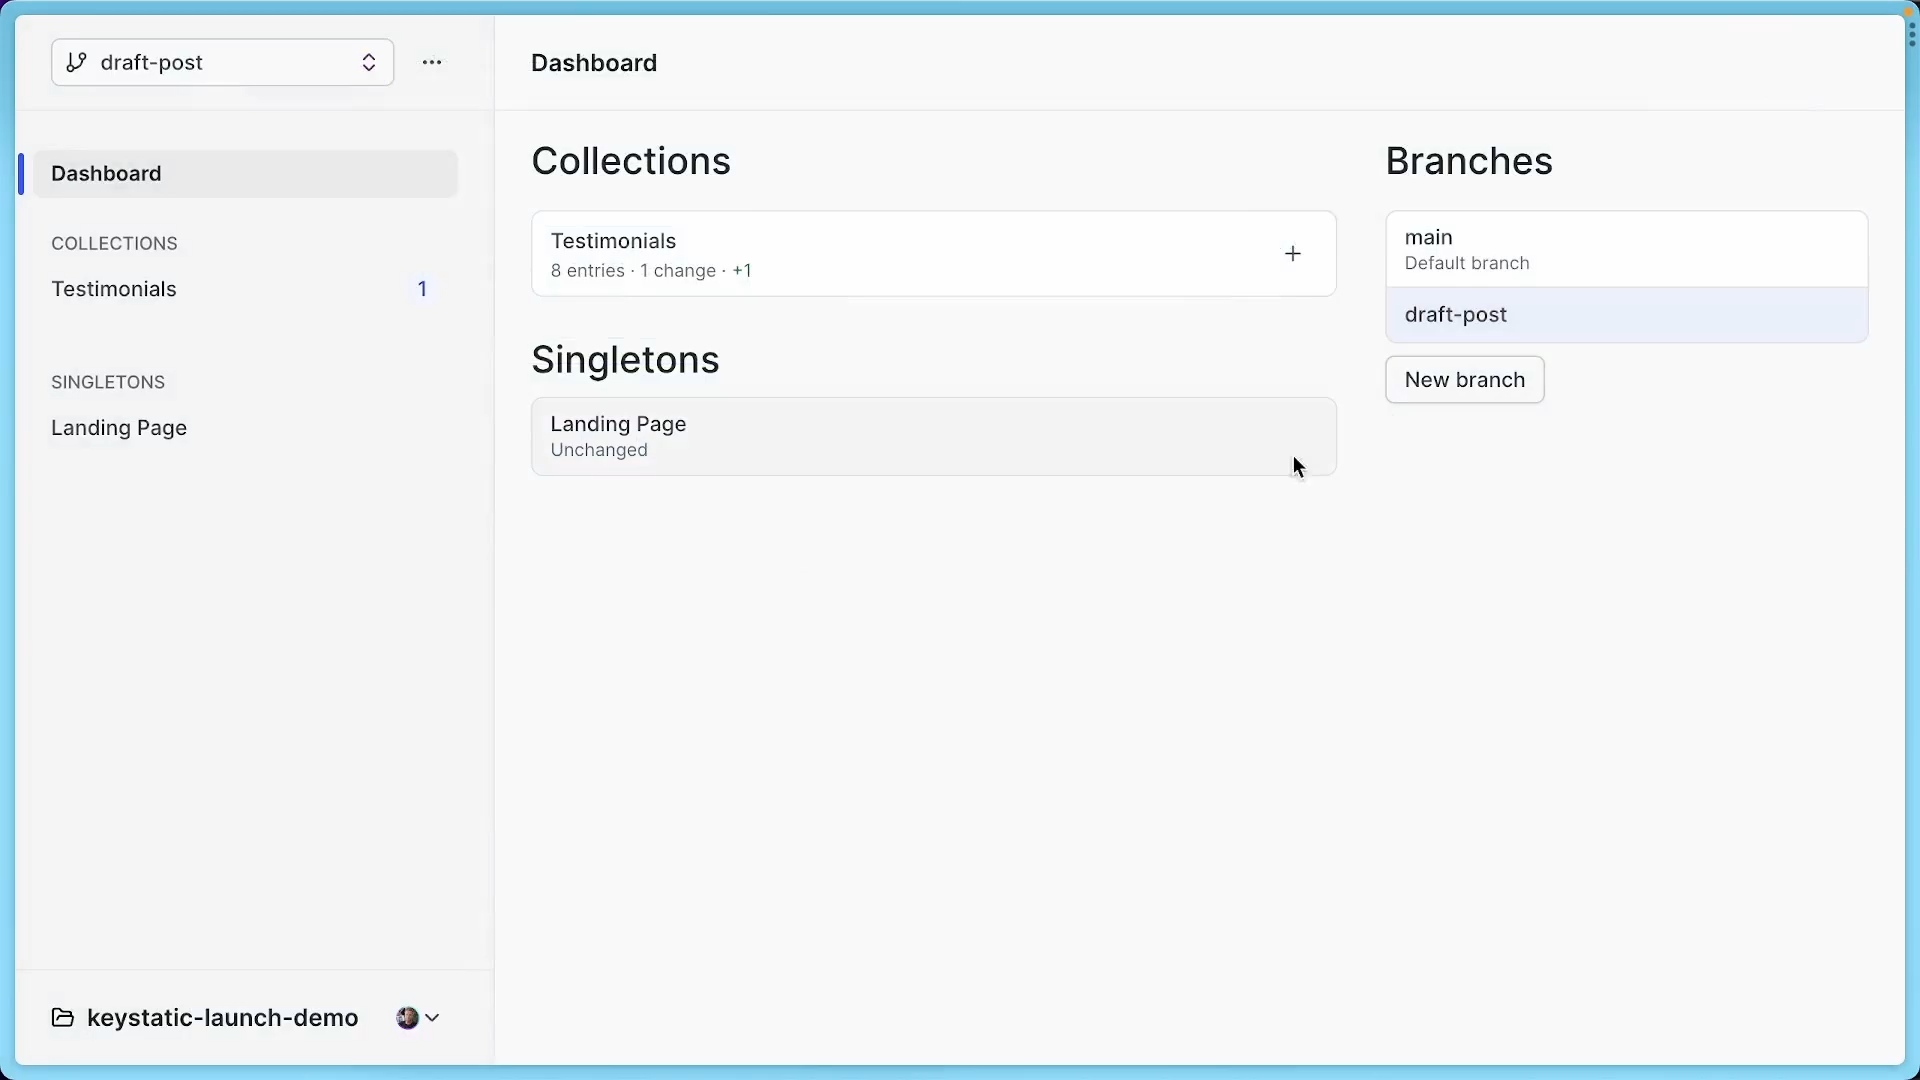 draft-post
Dashboard
COLLECTIONS
Testimonials 1
SINGLETONS
Landing Page
keystatic-launch-demo
Dashboard
Collections
Testimonials
8 entries · 1 change · +1
Singletons
Landing Page
Unchanged
Branches
main
Default branch
draft-post
New branch